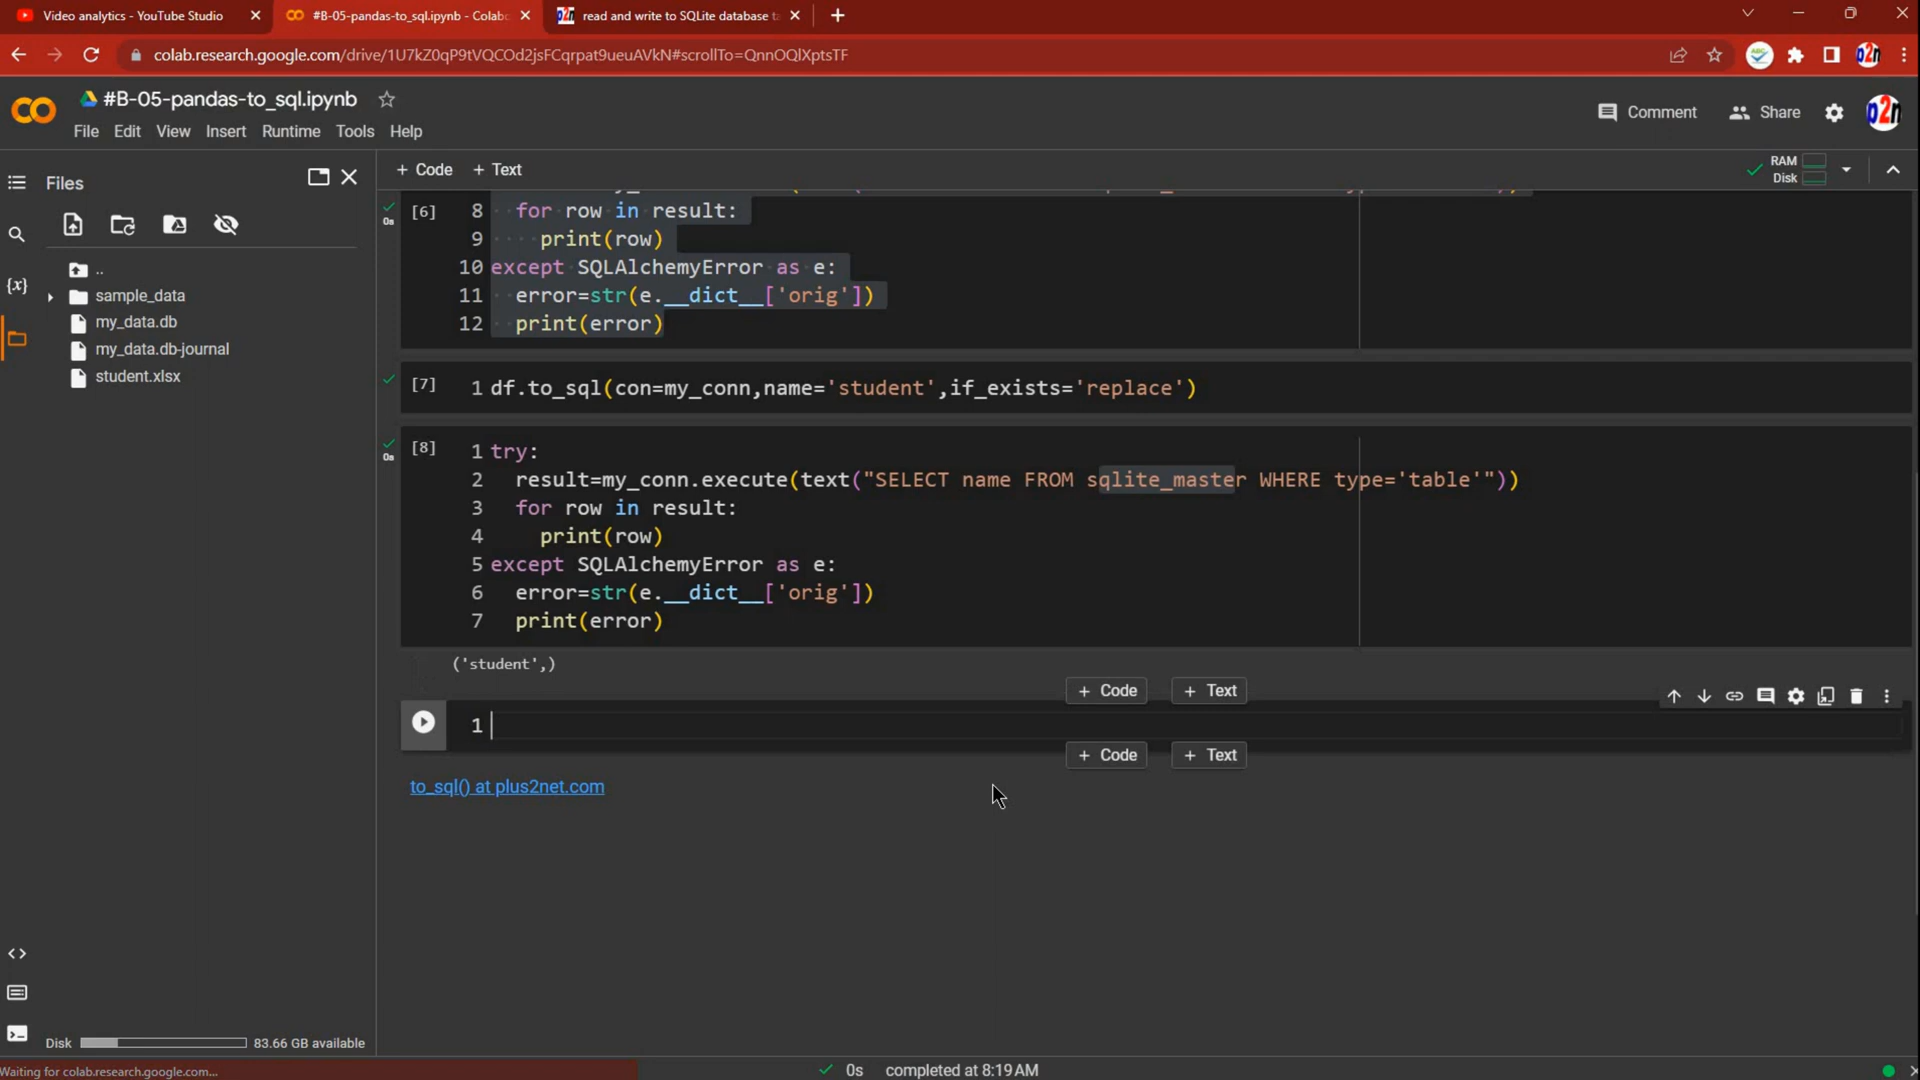 Video analytics - YouTube Studio
#B-05-pandas-to_sql.ipynb - Colab
read and write to SQLite database ta
colab.research.google.com/drive/1U7kZ0qP9tVQCOd2jsFCqrpat9ueuAVkN#scrollTo=QnnOQlXptsTF
#B-05-pandas-to_sql.ipynb
Comment
Share
File Edit View Insert Runtime Tools Help
Files
+ Code + Text
RAM
Disk
..
sample_data
my_data.db
my_data.db-journal
student.xlsx
[6]
0s
8 for row in result:
9 print(row)
10 except SQLAlchemyError as e:
11 error=str(e.__dict__['orig'])
12 print(error)
[7]
1 df.to_sql(con=my_conn,name='student',if_exists='replace')
[8]
0s
1 try:
2 result=my_conn.execute(text("SELECT name FROM sqlite_master WHERE type='table'"))
3 for row in result:
4 print(row)
5 except SQLAlchemyError as e:
6 error=str(e.__dict__['orig'])
7 print(error)
('student',)
+ Code + Text
1
+ Code + Text
to_sql() at plus2net.com
Disk 83.66 GB available
Waiting for colab.research.google.com...
0s completed at 8:19 AM